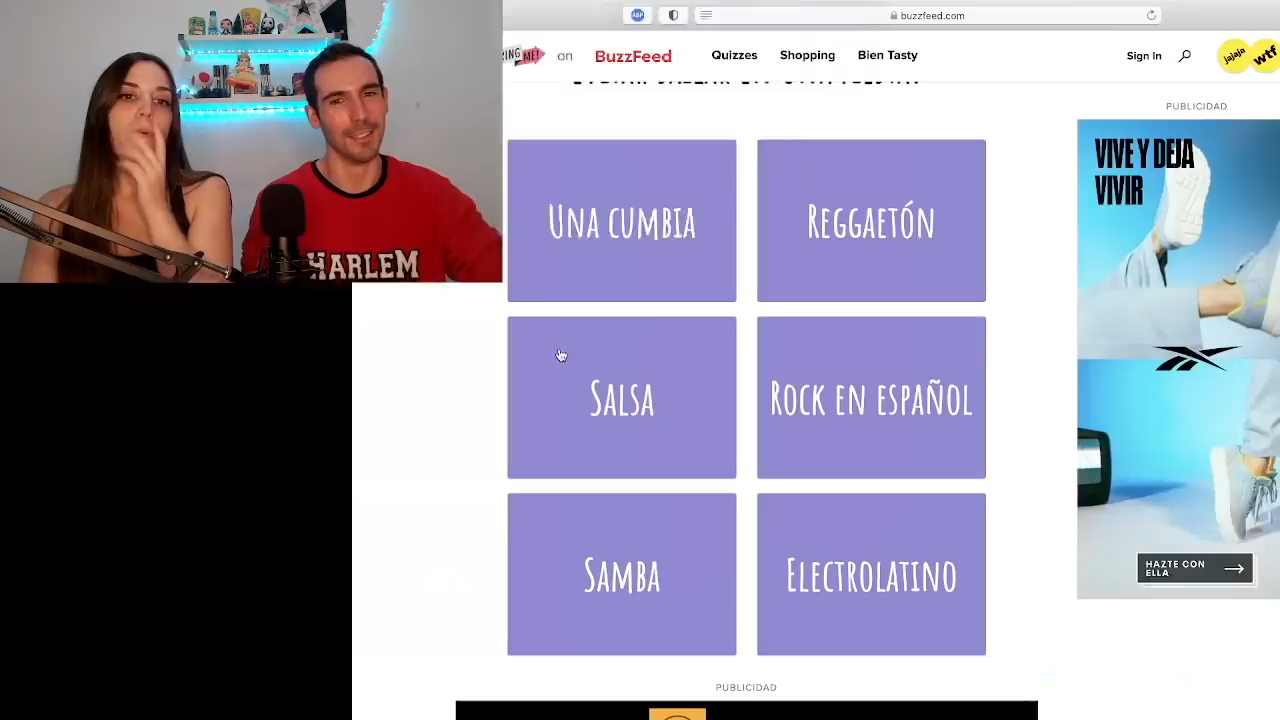 ABP
buzzfeed.com
on
BuzzFeed
Quizzes
Shopping
Bien Tasty
Sign In
jajaja
wtf
PUBLICIDAD
VIVE Y DEJA
VIVIR
UNA CUMBIA
REGGAETÓN
SALSA
ROCK EN ESPAÑOL
SAMBA
ELECTROLATINO
HARLEM
HAZTE CON
ELLA
PUBLICIDAD